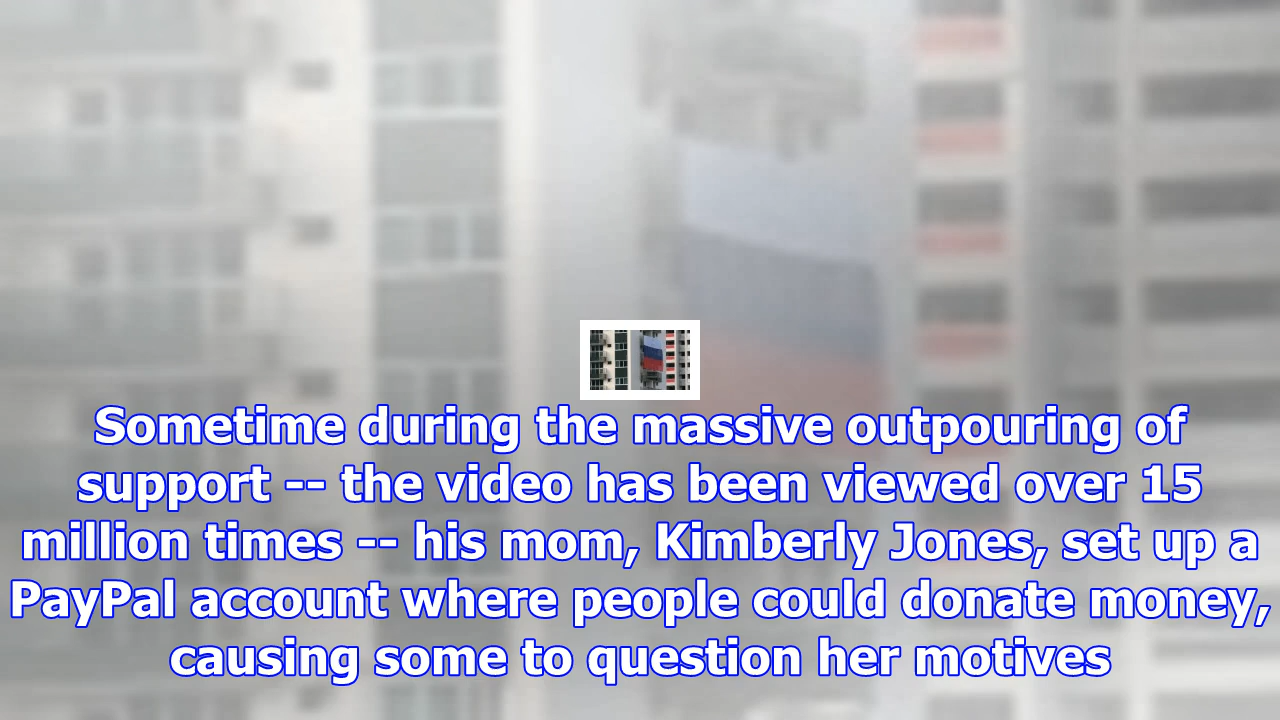 Sometime during the massive outpouring of
support -- the video has been viewed over 15
million times -- his mom, Kimberly Jones, set up a
PayPal account where people could donate money,
causing some to question her motives